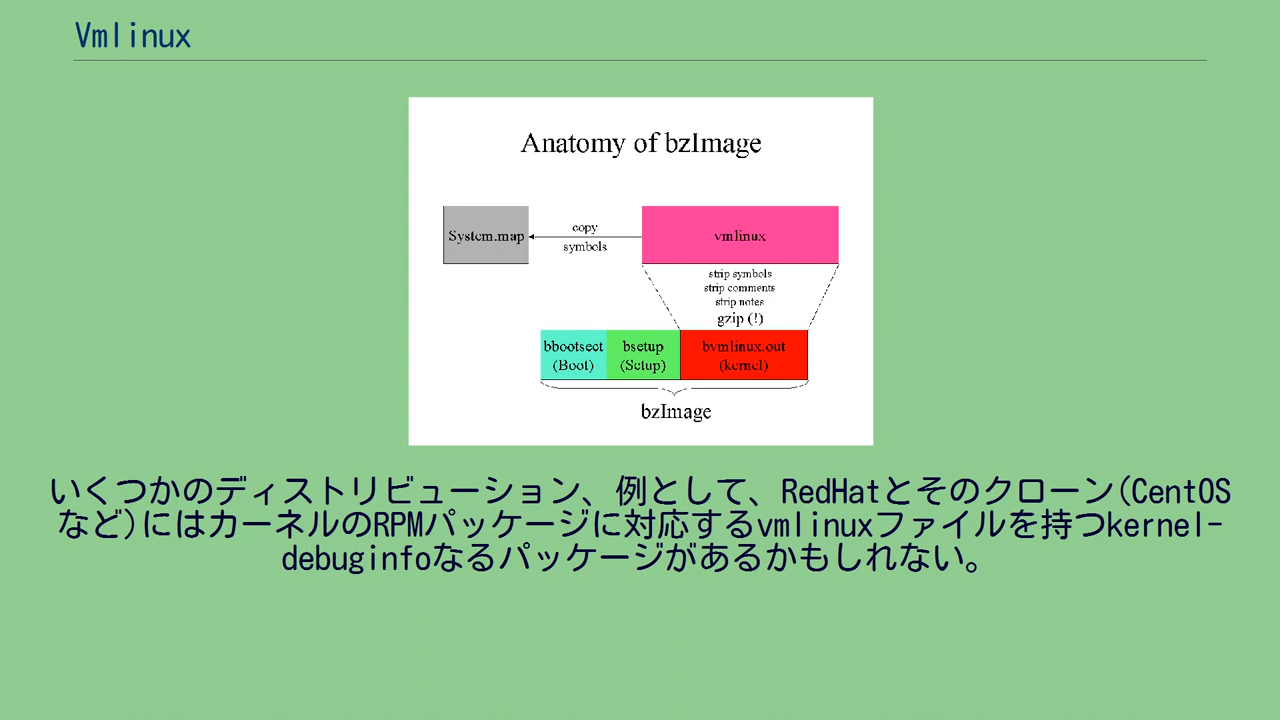 Vmlinux
Anatomy of bzImage
System.map
copy
symbols
vmlinux
strip symbols
strip comments
strip notes
gzip (!)
bbootsect
(Boot)
bsetup
(Setup)
bvmlinux.out
(kernel)
bzImage
いくつかのディストリビューション、例として、RedHatとそのクローン(CentOS
など)にはカーネルのRPMパッケージに対応するvmlinuxファイルを持つkernel-
debuginfoなるパッケージがあるかもしれない。